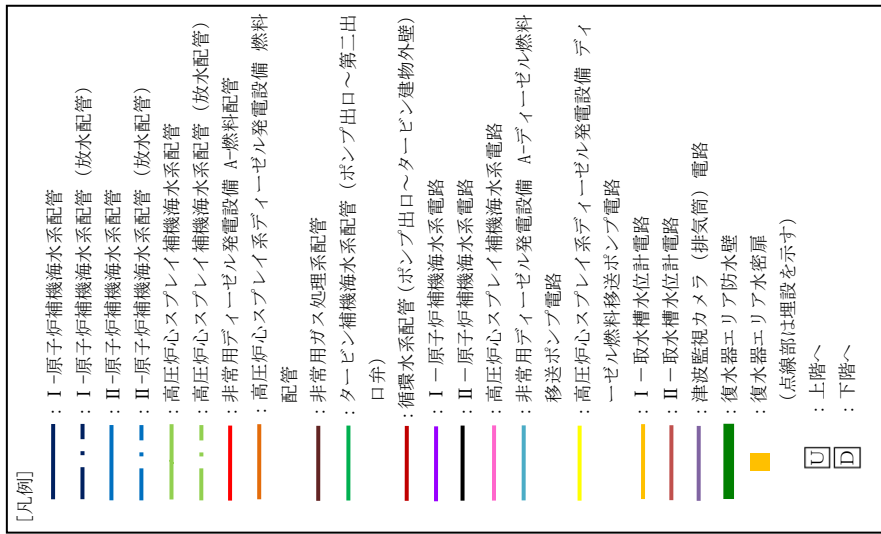 [凡例]
：Ⅰ-原子炉補機海水系配管
：Ⅰ-原子炉補機海水系配管（放水配管）
：Ⅱ-原子炉補機海水系配管
：Ⅱ-原子炉補機海水系配管（放水配管）
：高圧炉心スプレイ補機海水系配管
：高圧炉心スプレイ補機海水系配管（放水配管）
：非常用ディーゼル発電設備 A-燃料配管
：高圧炉心スプレイ系ディーゼル発電設備 燃料
配管
：非常用ガス処理系配管
：タービン補機海水系配管（ポンプ出口～第二出
口弁）
：循環水系配管（ポンプ出口～タービン建物外壁）
：Ⅰ－原子炉補機海水系電路
：Ⅱ－原子炉補機海水系電路
：高圧炉心スプレイ補機海水系電路
：非常用ディーゼル発電設備 A-ディーゼル燃料
移送ポンプ電路
：高圧炉心スプレイ系ディーゼル発電設備 ディ
ーゼル燃料移送ポンプ電路
：Ⅰ－取水槽水位計電路
：Ⅱ－取水槽水位計電路
：津波監視カメラ（排気筒）電路
：復水器エリア防水壁
：復水器エリア水密扉
（点線部は埋設を示す）
U：上階へ
D：下階へ